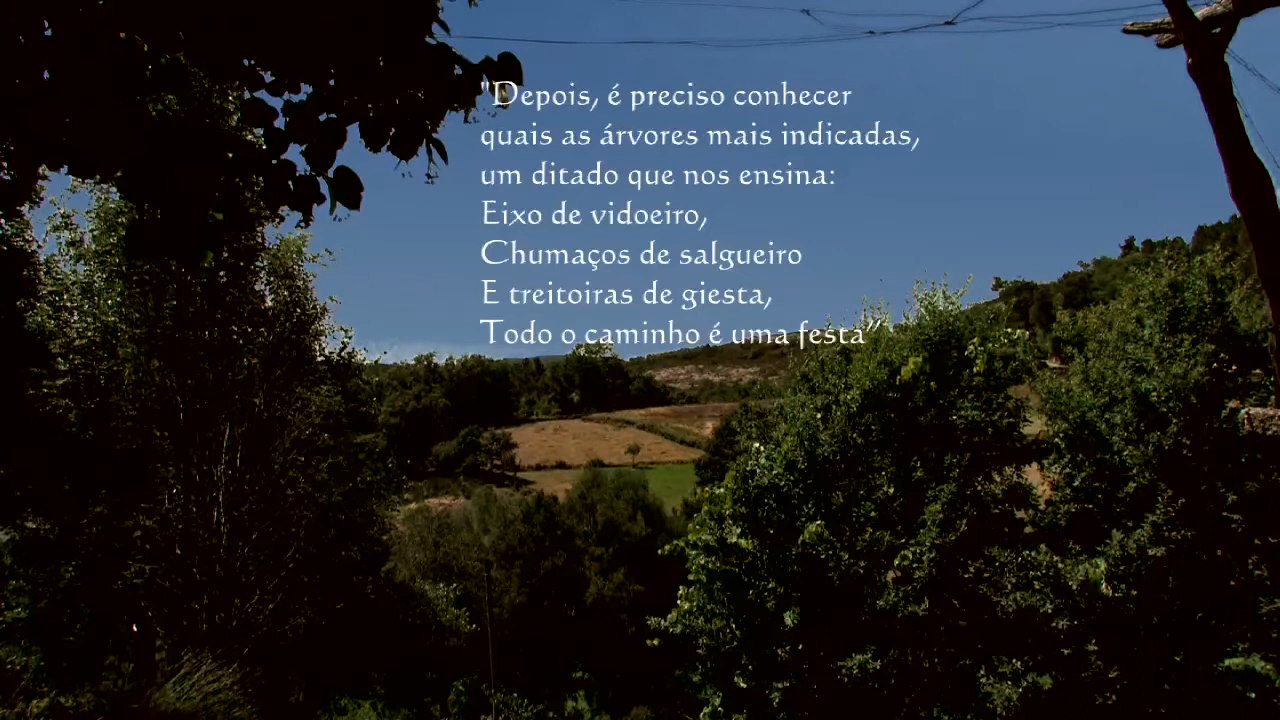 "Depois, é preciso conhecer
quais as árvores mais indicadas,
um ditado que nos ensina:
Eixo de vidoeiro,
Chumaços de salgueiro
E treitoiras de giesta,
Todo o caminho é uma festa”